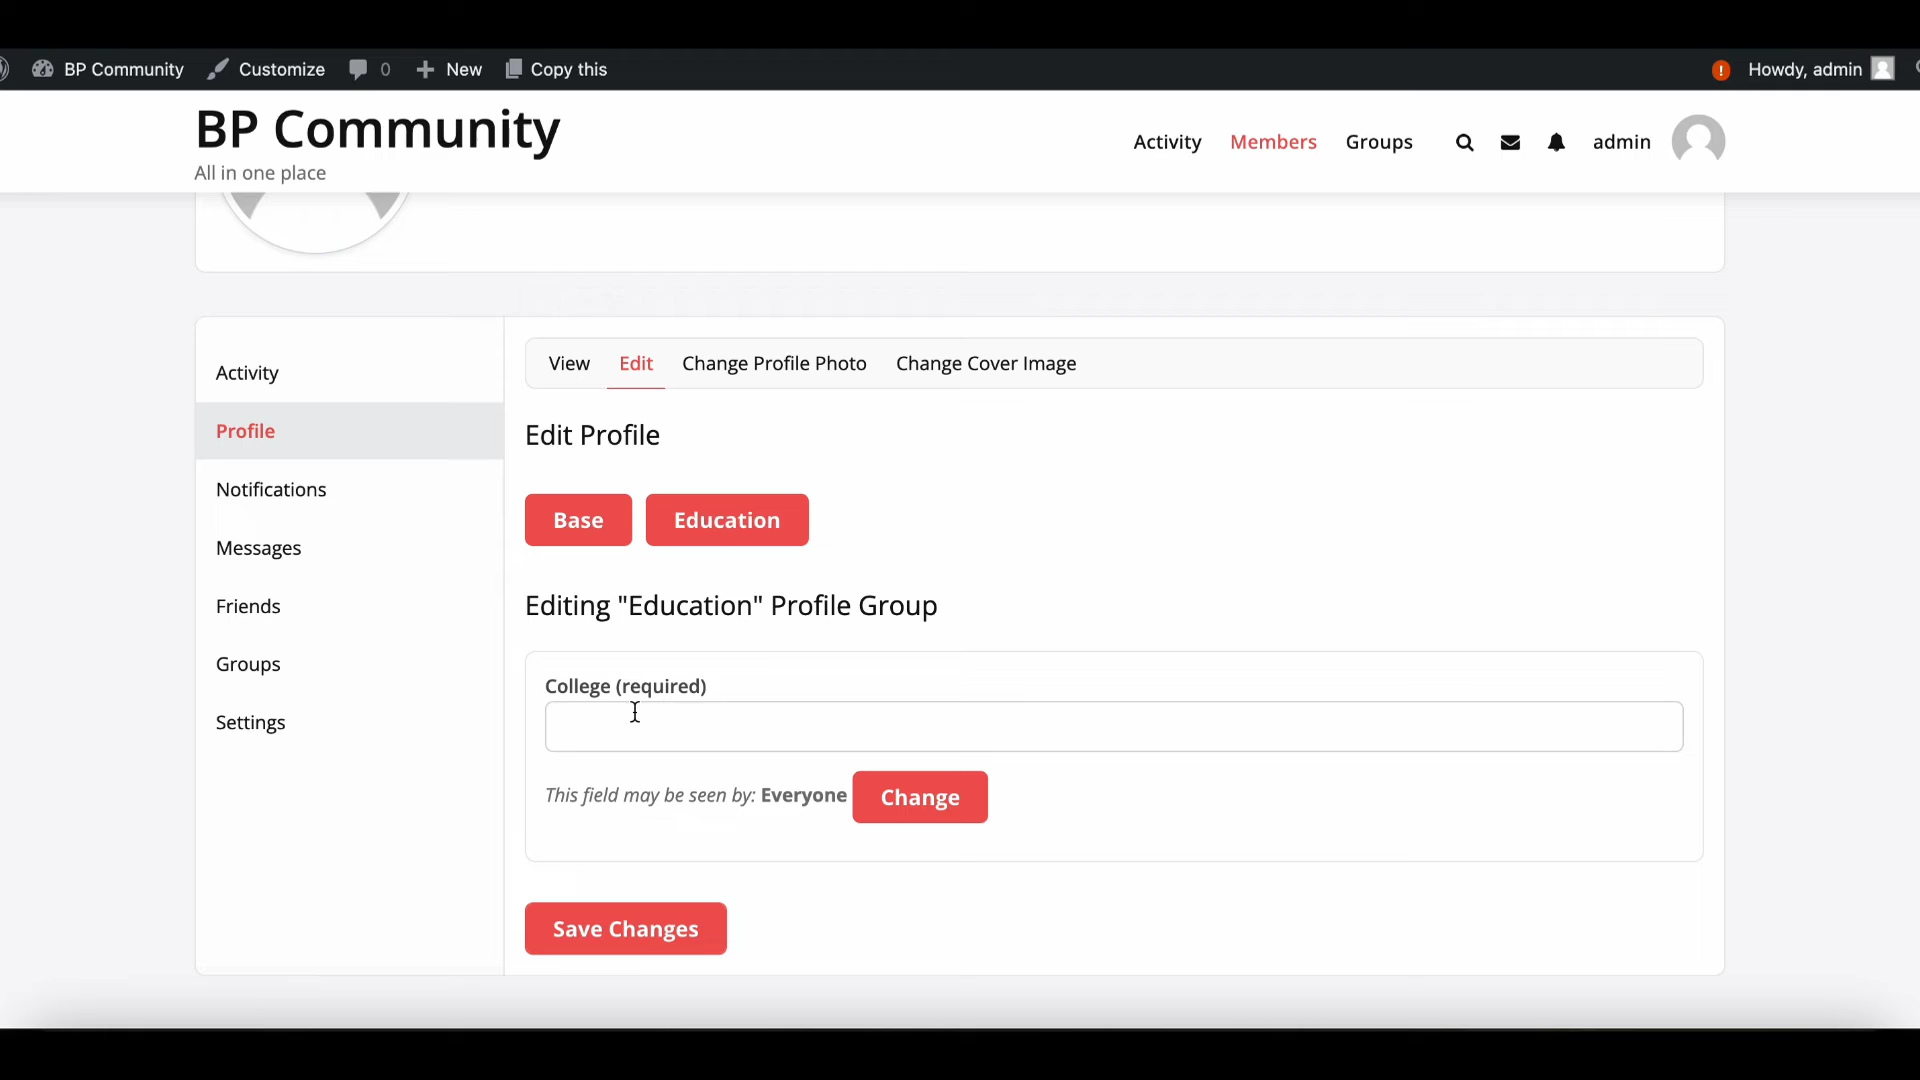 BP Community Customize 0 New Copy this ! Howdy, admin
BP Community
All in one place
Activity Members Groups admin
Activity
Profile
Notifications
Messages
Friends
Groups
Settings
View Edit Change Profile Photo Change Cover Image
Edit Profile
Base Education
Editing "Education" Profile Group
College (required)
This field may be seen by: Everyone Change
Save Changes